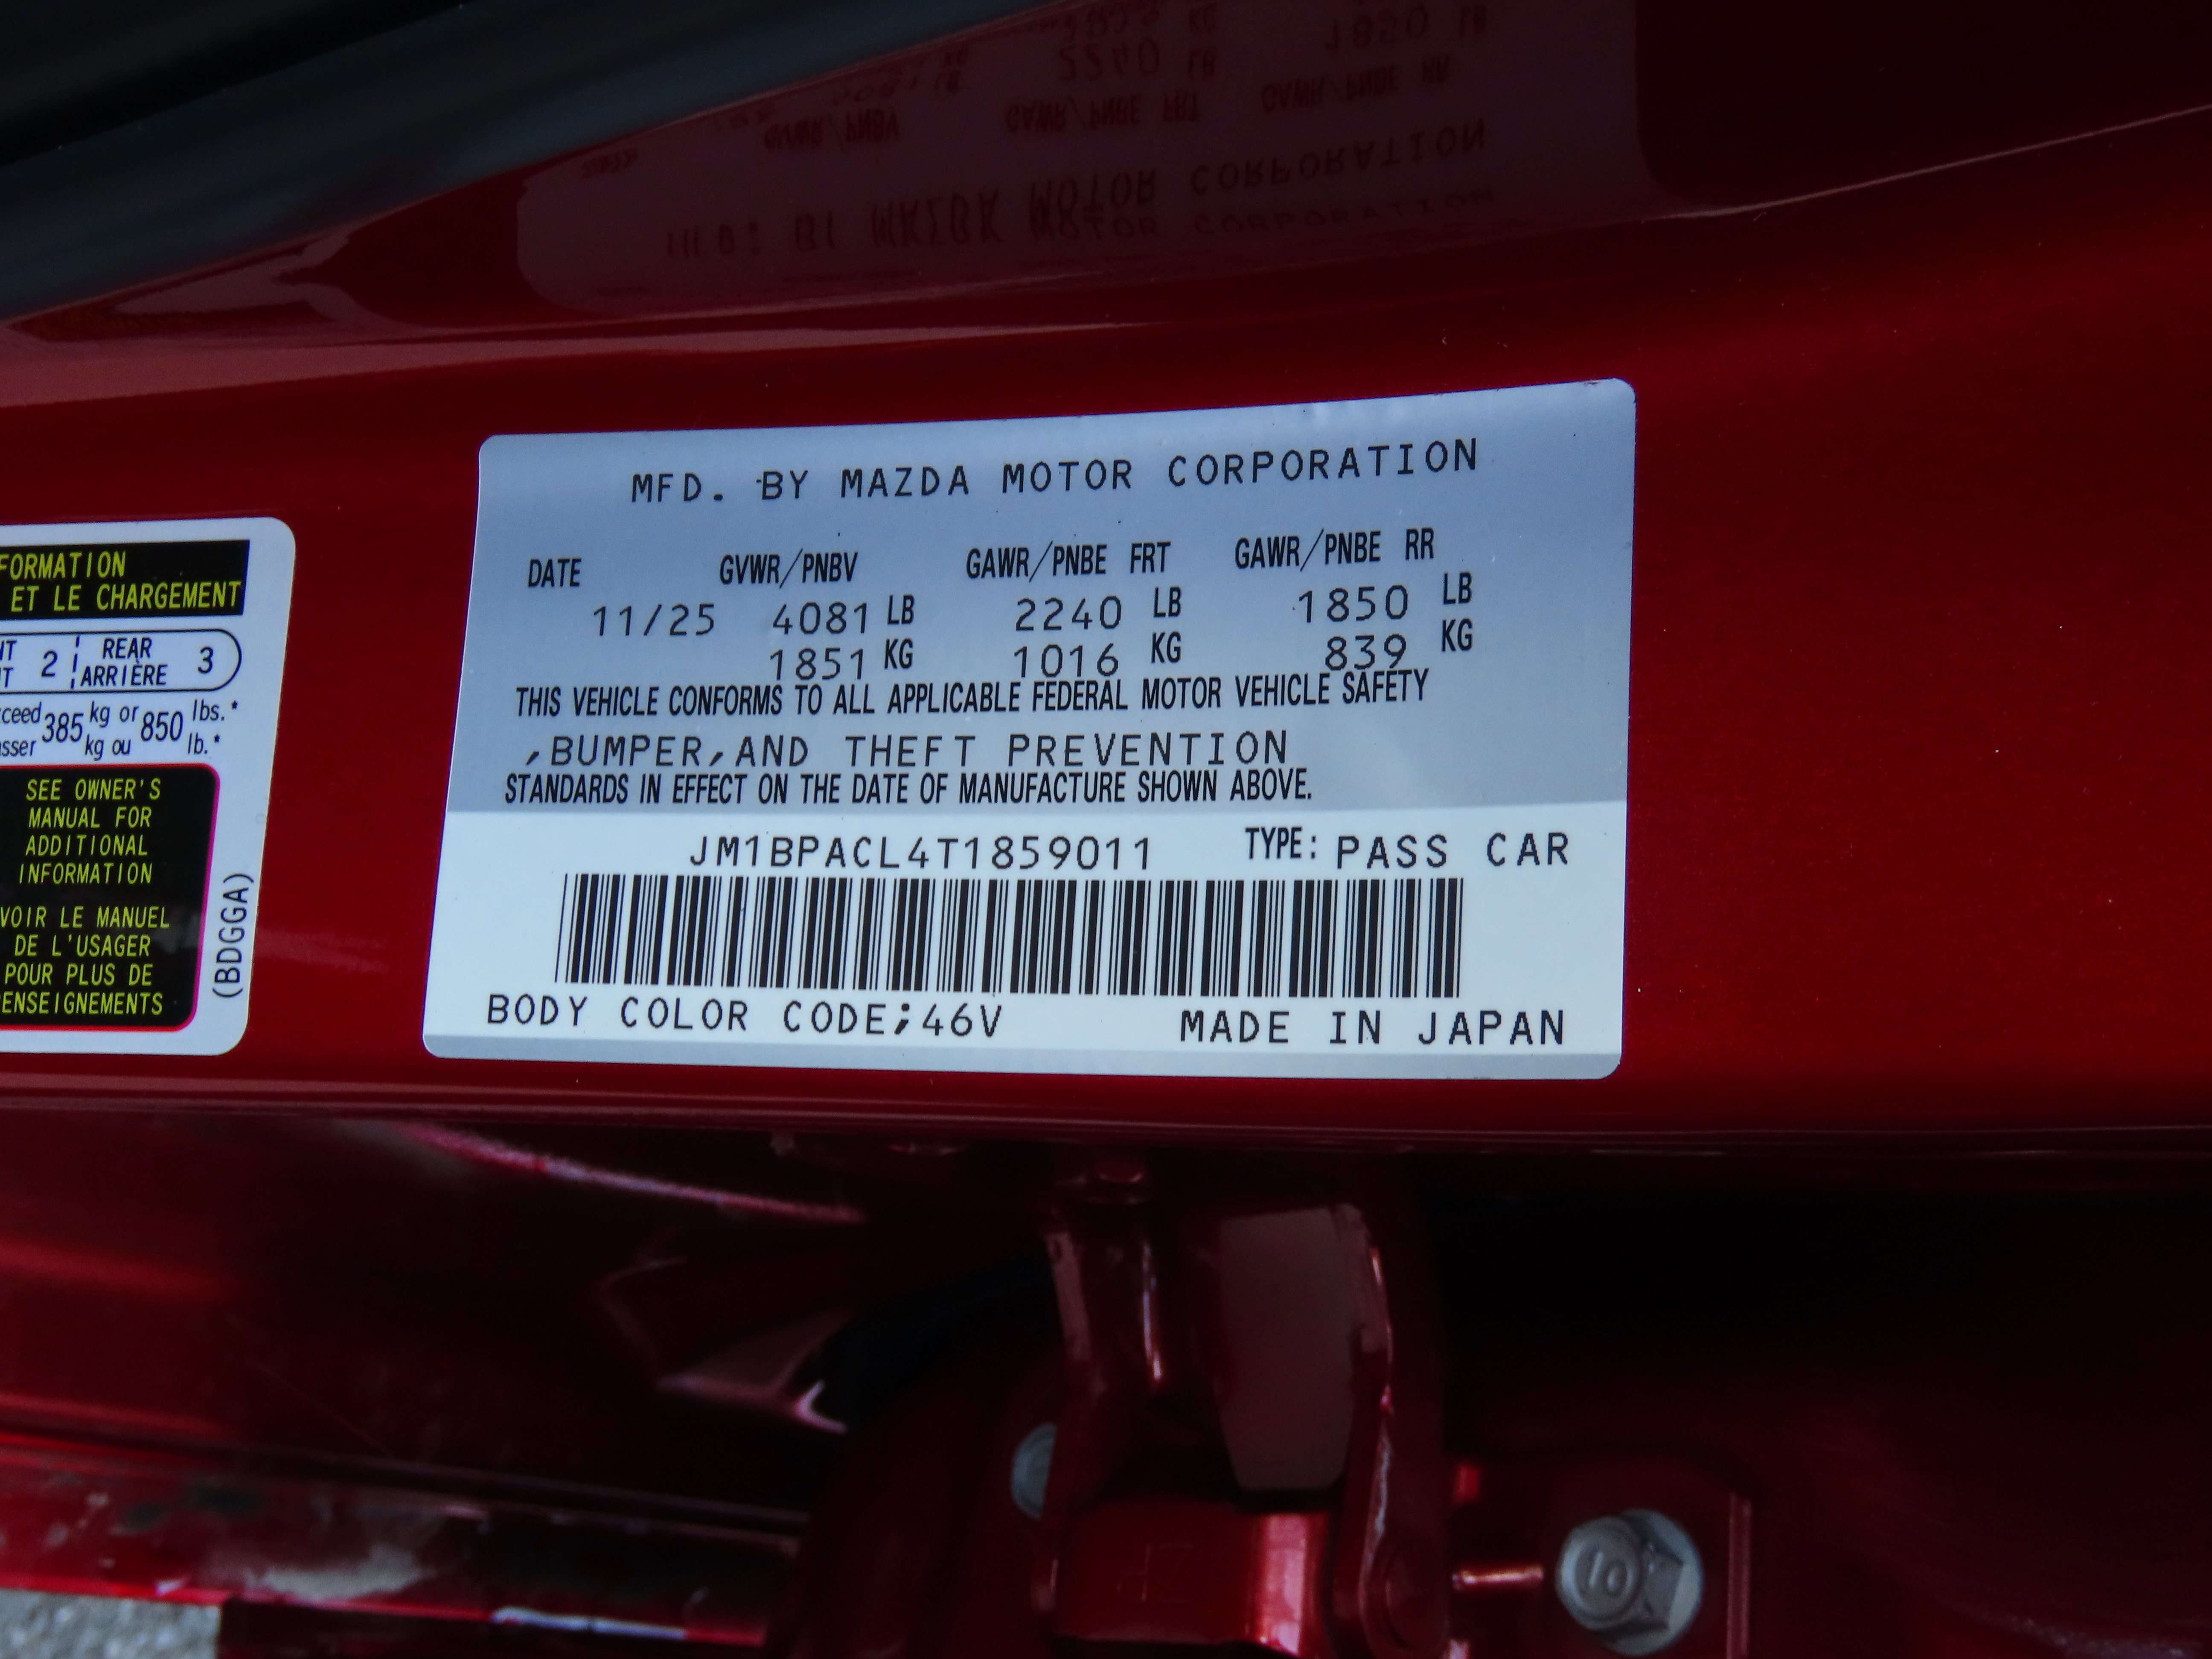 MFD. BY MAZDA MOTOR CORPORATION
DATE GVWR/PNBV GAWR/PNBE FRT GAWR/PNBE RR
11/25 4081 LB 2240 LB 1850 LB
1851 KG 1016 KG 839 KG
THIS VEHICLE CONFORMS TO ALL APPLICABLE FEDERAL MOTOR VEHICLE SAFETY
,BUMPER,AND THEFT PREVENTION
STANDARDS IN EFFECT ON THE DATE OF MANUFACTURE SHOWN ABOVE.
JM1BPACL4T1859011 TYPE: PASS CAR
BODY COLOR CODE;46V MADE IN JAPAN
FORMATION
ET LE CHARGEMENT
2 REAR 3
ARRIÈRE
385 kg or 850 lbs.*
kg ou lb.*
SEE OWNER'S
MANUAL FOR
ADDITIONAL
INFORMATION
VOIR LE MANUEL
DE L'USAGER
POUR PLUS DE
ENSEIGNEMENTS
(BDGGA)
10